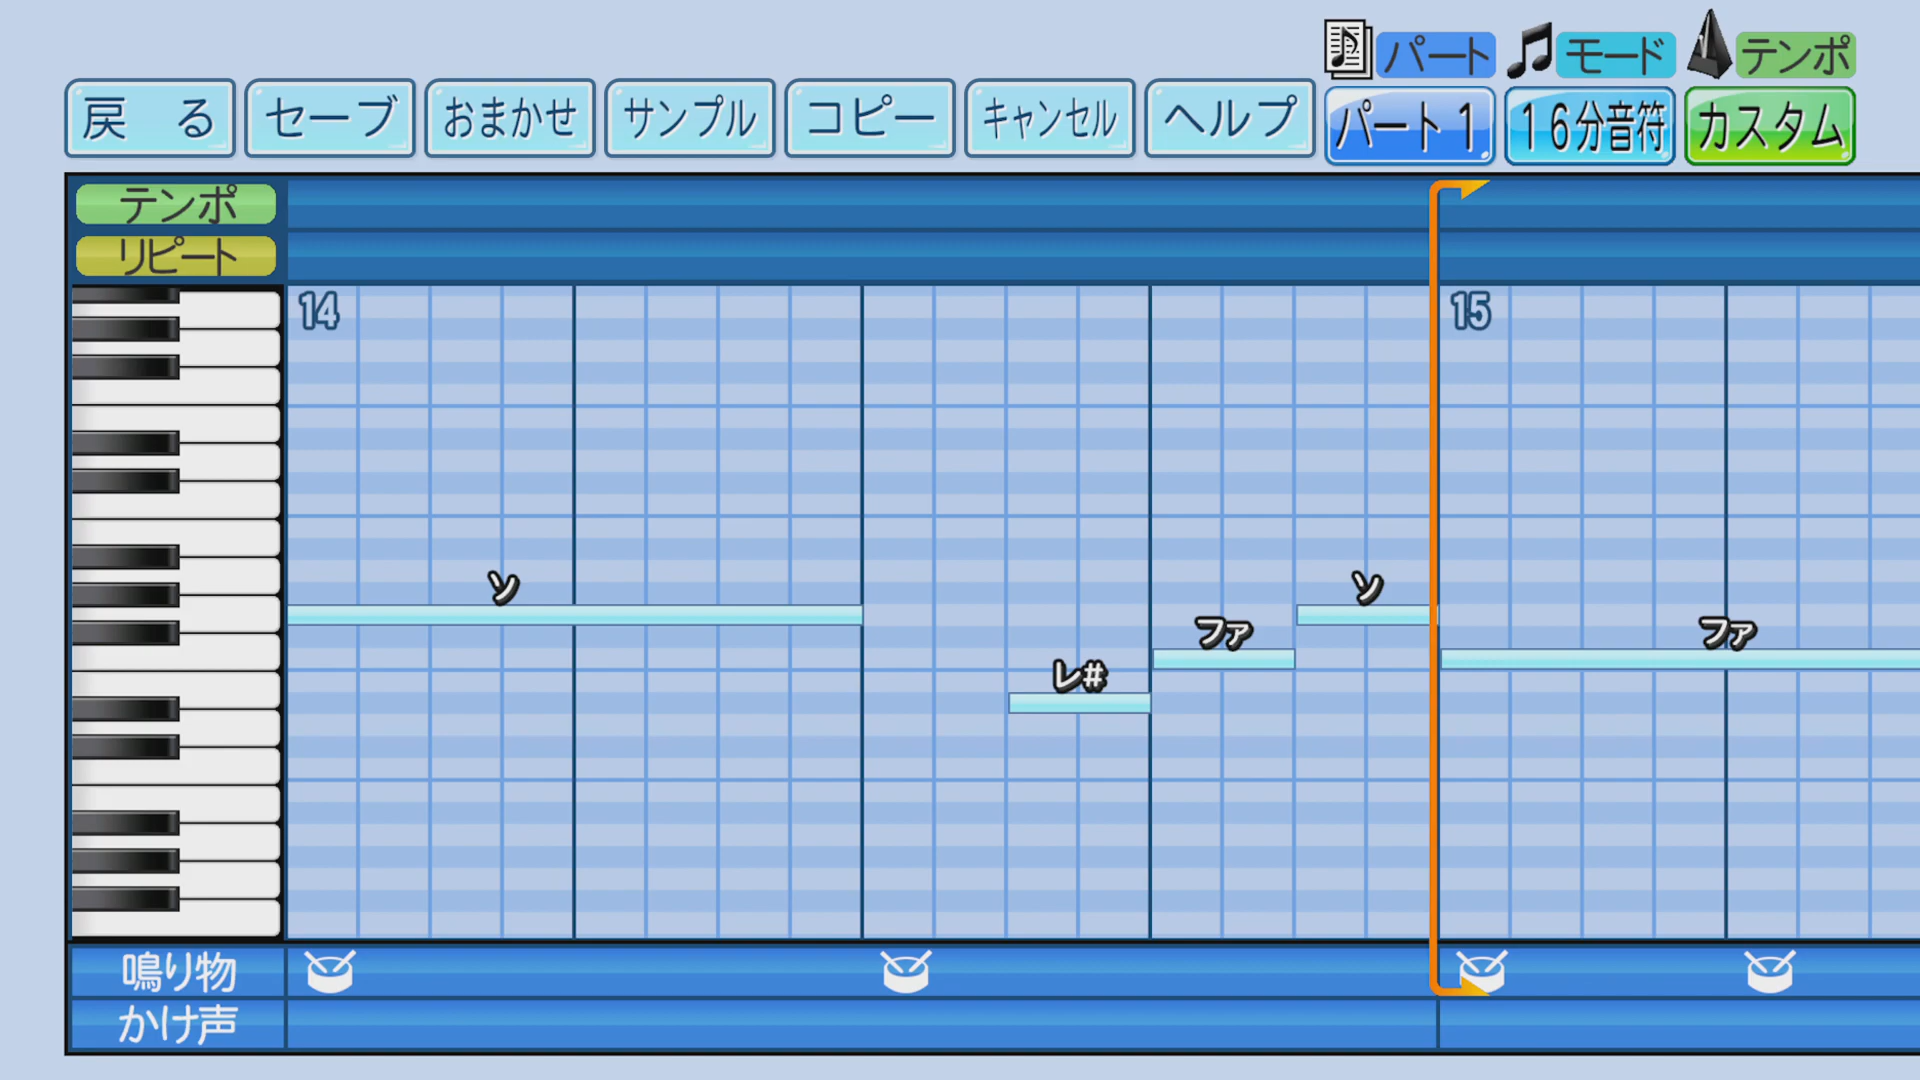 パート
モード
テンポ
戻　る
セーブ
おまかせ
サンプル
コピー
キャンセル
ヘルプ
パート1
16分音符
カスタム
テンポ
リピート
14
15
ソ
ソ
ファ
ファ
レ#
鳴り物
かけ声